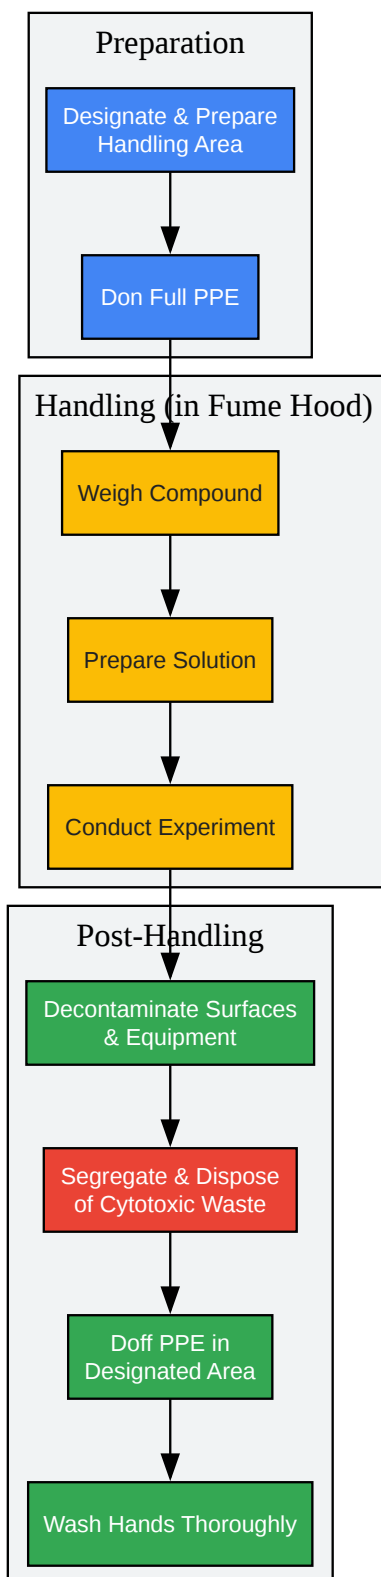 Preparation
Designate & Prepare
Handling Area
Don Full PPE
Handling (in Fume Hood)
Weigh Compound
Prepare Solution
Conduct Experiment
Post-Handling
Decontaminate Surfaces
& Equipment
Segregate & Dispose
of Cytotoxic Waste
Doff PPE in
Designated Area
Wash Hands Thoroughly